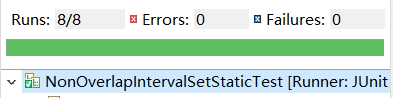 Runs: 8/8 Errors: 0 Failures: 0
NonOverlapIntervalSetStaticTest [Runner: JUnit